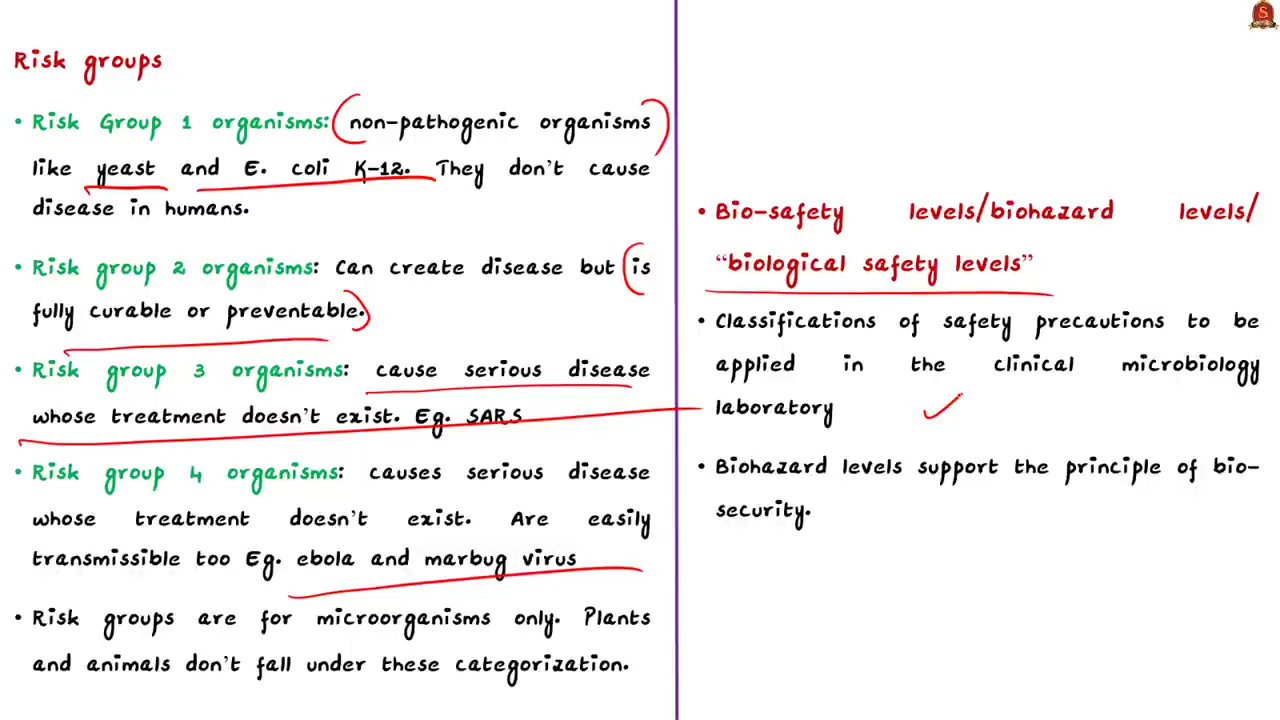 Risk groups
• Risk Group 1 organisms: non-pathogenic organisms
like yeast and E. coli K-12. They don't cause
disease in humans.
• Risk group 2 organisms: Can create disease but is
fully curable or preventable.
• Risk group 3 organisms: cause serious disease
whose treatment doesn't exist. Eg. SARS
• Risk group 4 organisms: causes serious disease
whose treatment doesn't exist. Are easily
transmissible too Eg. ebola and marbug virus
• Risk groups are for microorganisms only. Plants
and animals don't fall under these categorization.
• Bio-safety levels/biohazard levels/
"biological safety levels"
• Classifications of safety precautions to be
applied in the clinical microbiology
laboratory
• Biohazard levels support the principle of bio-
security.